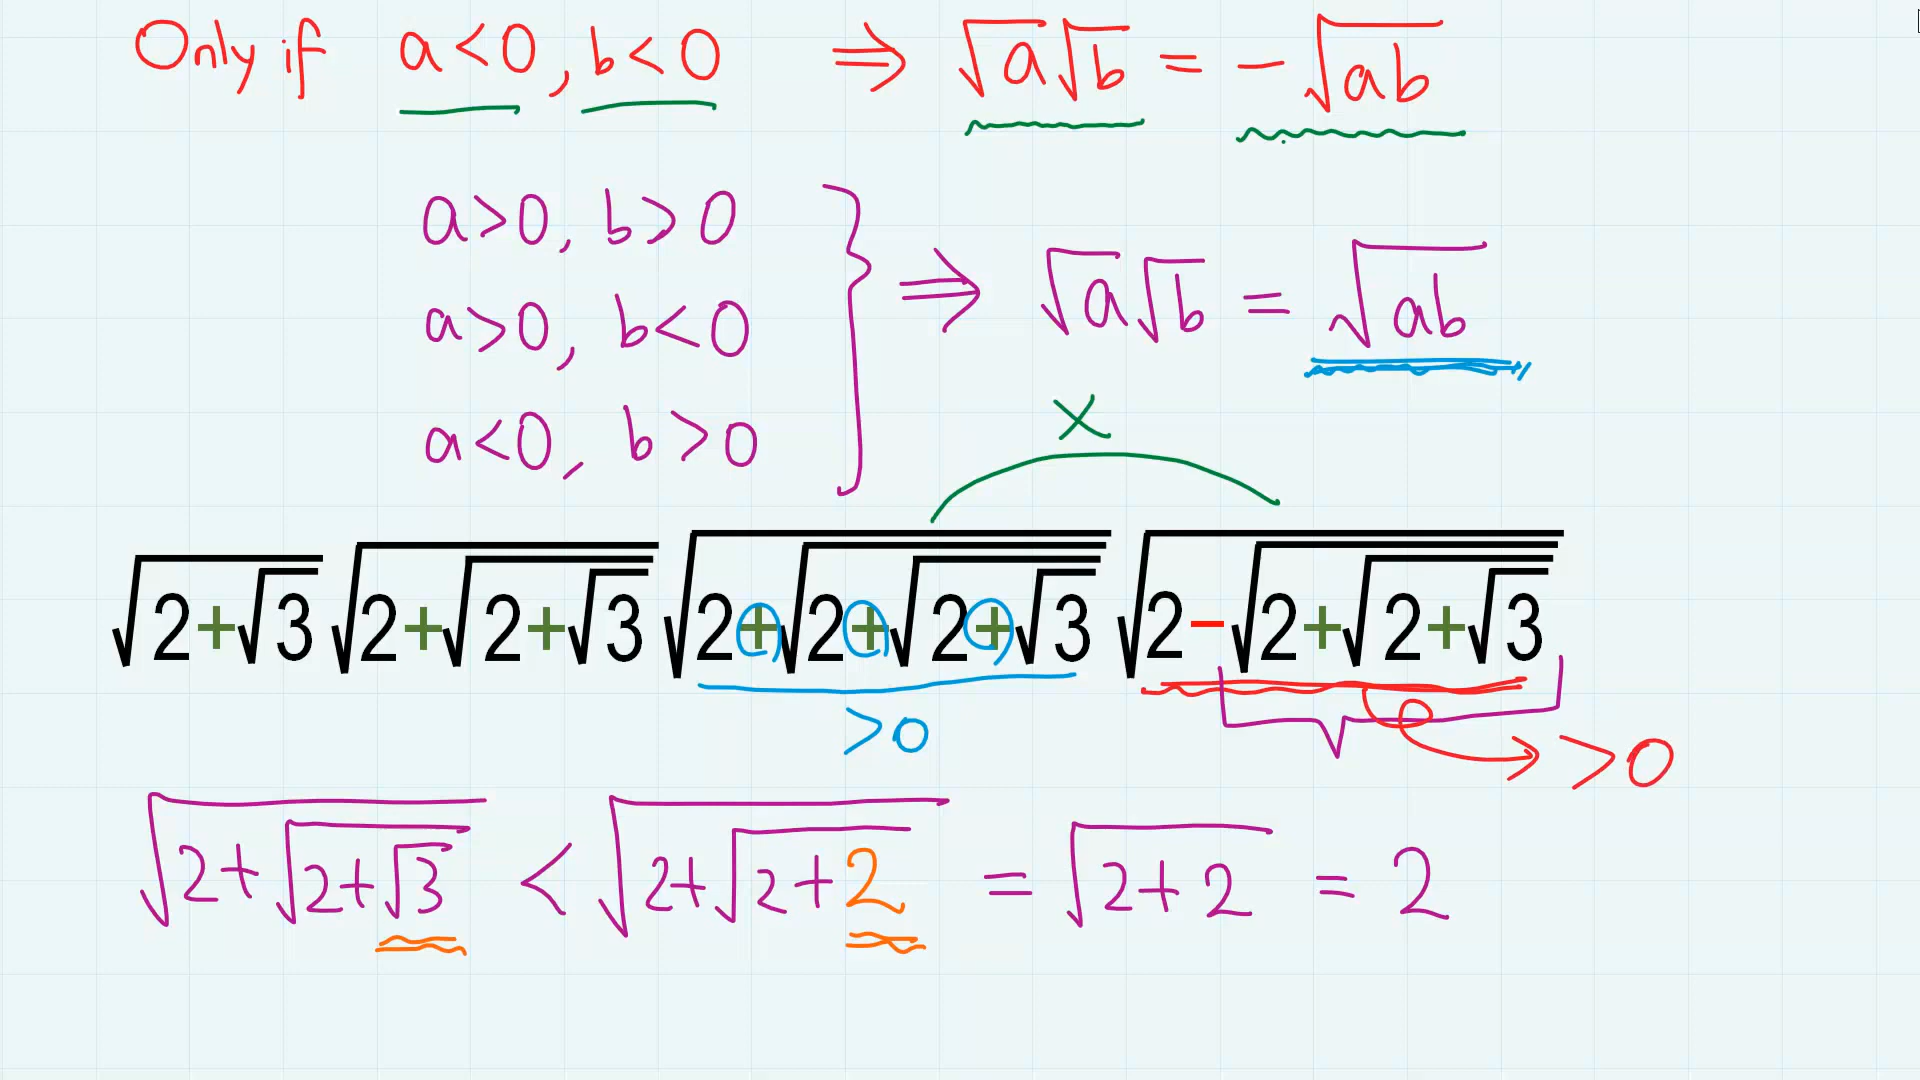 Only if a<0, b<0 ⇒ √a√b = −√(ab)
a>0, b>0
a>0, b<0 ⇒ √a√b = √(ab)
a<0, b>0
x
√(2+√3) √(2+√(2+√3)) √(2+√(2+√(2+√3))) √(2−√(2+√(2+√3)))
>0 >0
√(2+√(2+√3)) < √(2+√(2+2)) = √(2+2) = 2